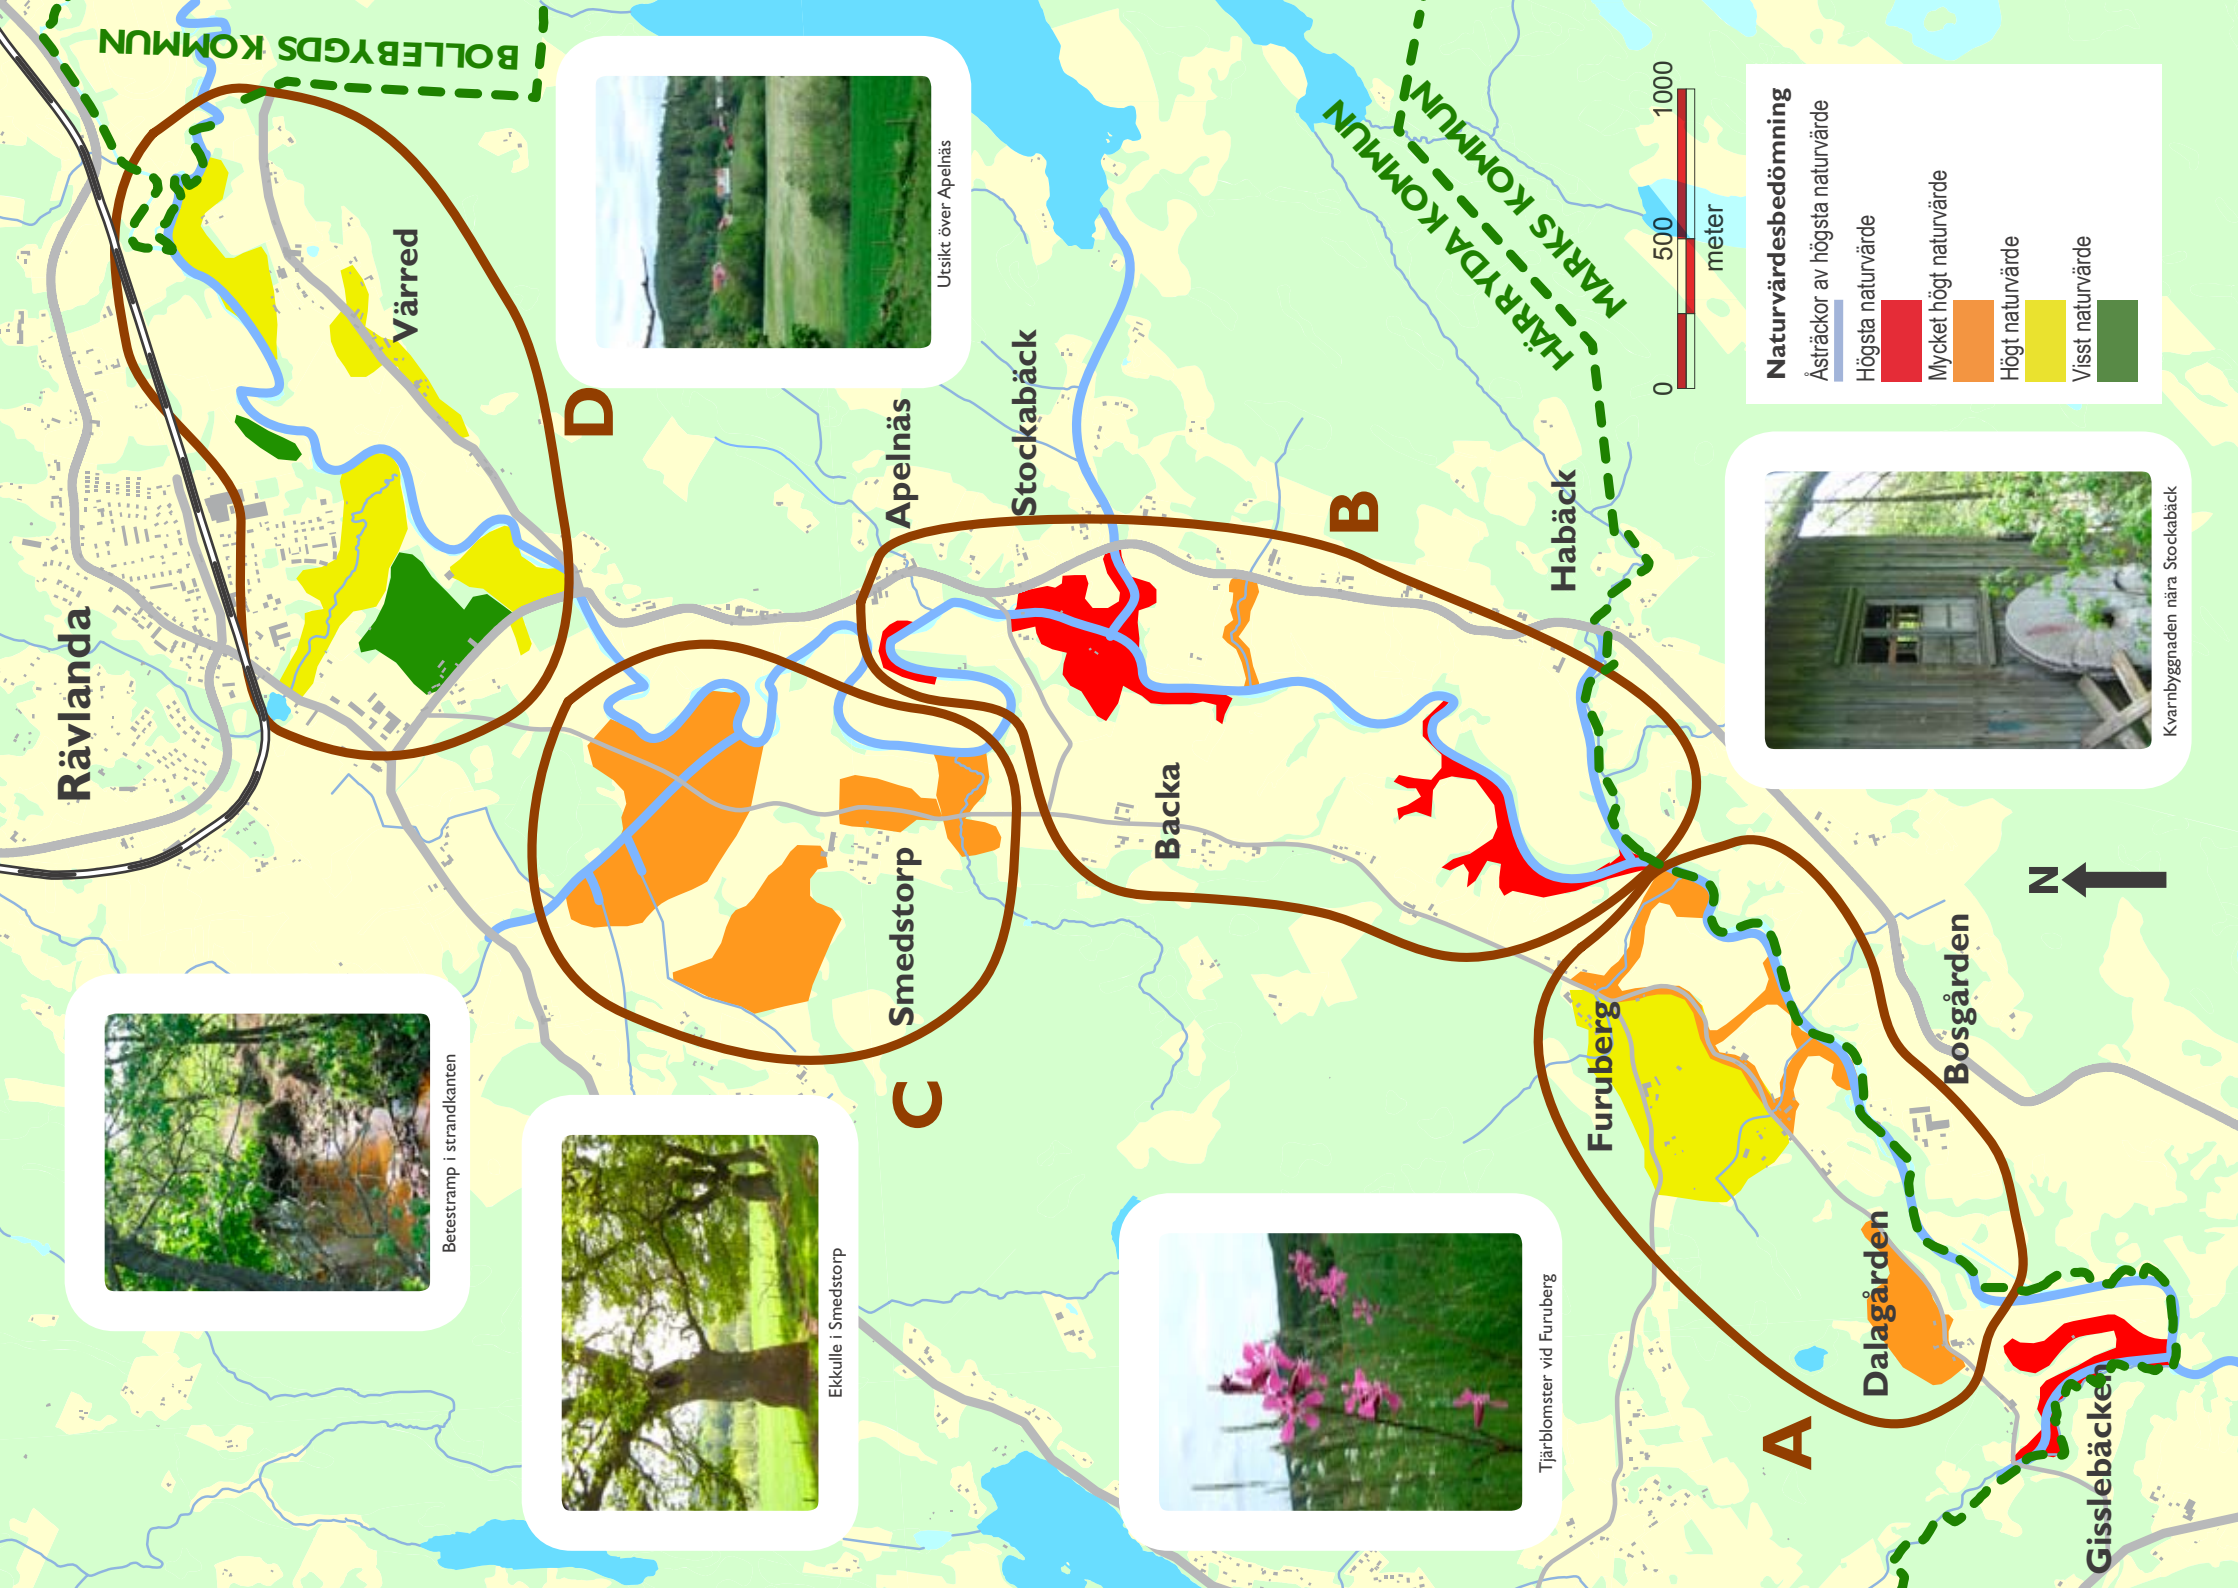 BOLLEBYGDS KOMMUN
Rävlanda
Värred
D
Utsikt över Apelnäs
Apelnäs
Stockabäck
B
Habäck
HÄRRYDA KOMMUN
MARKS KOMMUN
0 500 1000
meter
Naturvärdesbedömning
Åsträckor av högsta naturvärde
Högsta naturvärde
Mycket högt naturvärde
Högt naturvärde
Visst naturvärde
Kvarnbyggnaden nära Stockabäck
Backa
Smedstorp
C
Betestramp i strandkanten
Ekkulle i Smedstorp
Tjärblomster vid Furuberg
Furuberg
Bosgården
N
Dalagården
A
Gisslebäcken